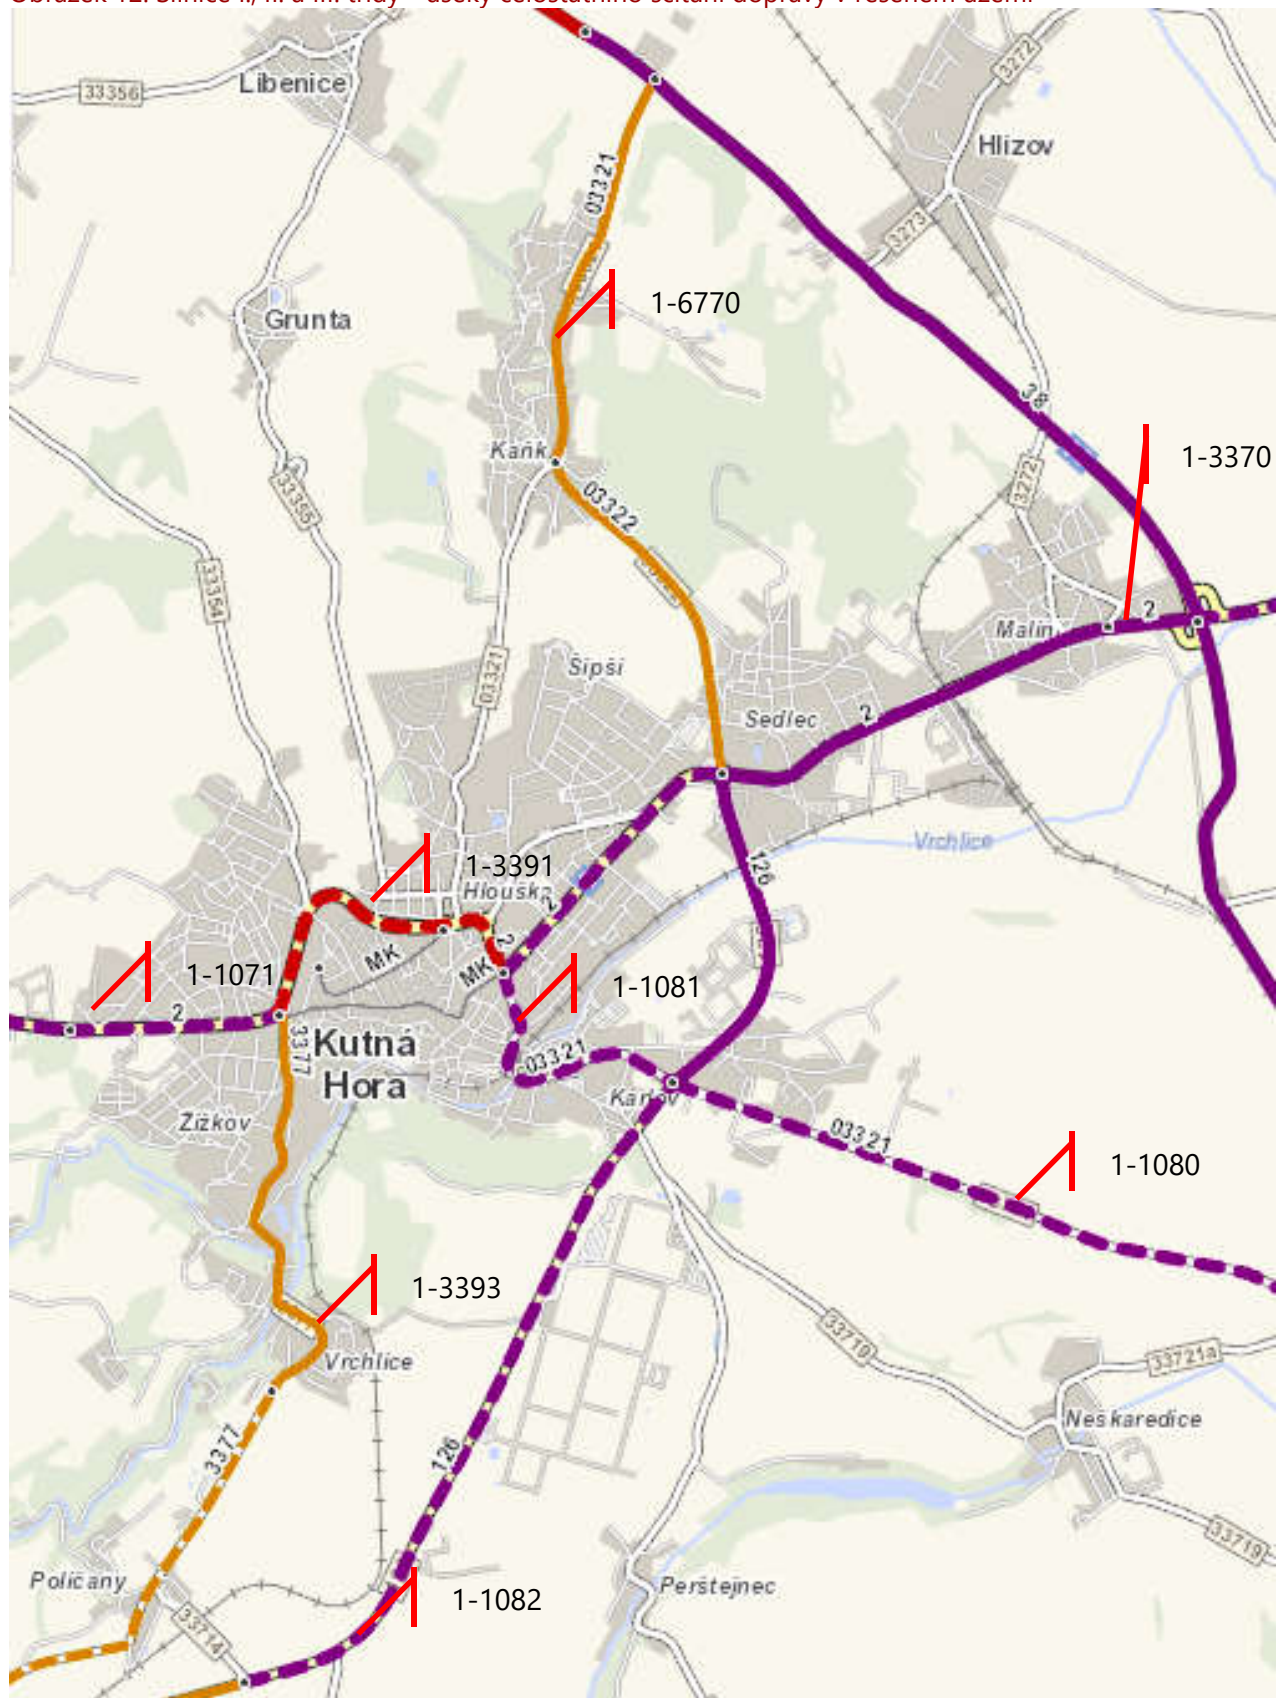 33356
Libenice
3272
Hlízov
03321
3273
Grunta
1-6770
38
1-3370
Kaňk
33355
03322
3272
33354
2
Malín
03321
Šipší
Sedlec
2
Vrchlice
126
1-3391
Hlouška
2
2
MK
MK
1-1071
1-1081
2
3377
Kutná
Hora
03321
Karlov
Žižkov
03321
1-1080
1-3393
33719
33721a
Vrchlice
Neškaredice
3377
126
33719
Poličany
Perštejnec
1-1082
33714